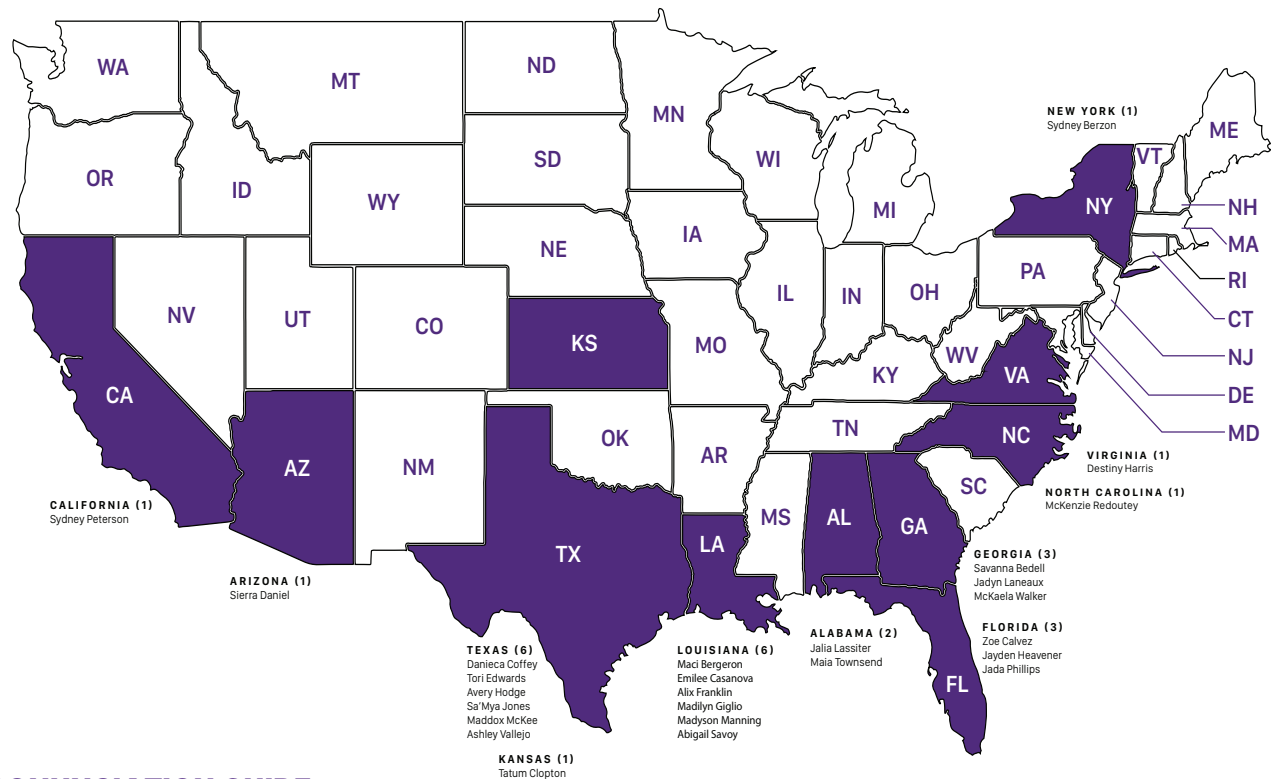 WA
MT
ND
MN
OR
ID
WY
SD
WI
MI
NEW YORK (1)
Sydney Berzon
VT
ME
NY
NH
MA
RI
CT
NJ
DE
MD
NV
UT
CO
NE
IA
IL
IN
OH
PA
CA
KS
MO
KY
WV
VA
AZ
NM
OK
AR
TN
NC
SC
TX
LA
MS
AL
GA
FL
VIRGINIA (1)
Destiny Harris
NORTH CAROLINA (1)
McKenzie Redoutey
CALIFORNIA (1)
Sydney Peterson
ARIZONA (1)
Sierra Daniel
GEORGIA (3)
Savanna Bedell
Jadyn Laneaux
McKaela Walker
FLORIDA (3)
Zoe Calvez
Jayden Heavener
Jada Phillips
ALABAMA (2)
Jalia Lassiter
Maia Townsend
TEXAS (6)
Danieca Coffey
Tori Edwards
Avery Hodge
Sa'Mya Jones
Maddox McKee
Ashley Vallejo
LOUISIANA (6)
Maci Bergeron
Emilee Casanova
Alix Franklin
Madilyn Giglio
Madyson Manning
Abigail Savoy
KANSAS (1)
Tatum Clopton